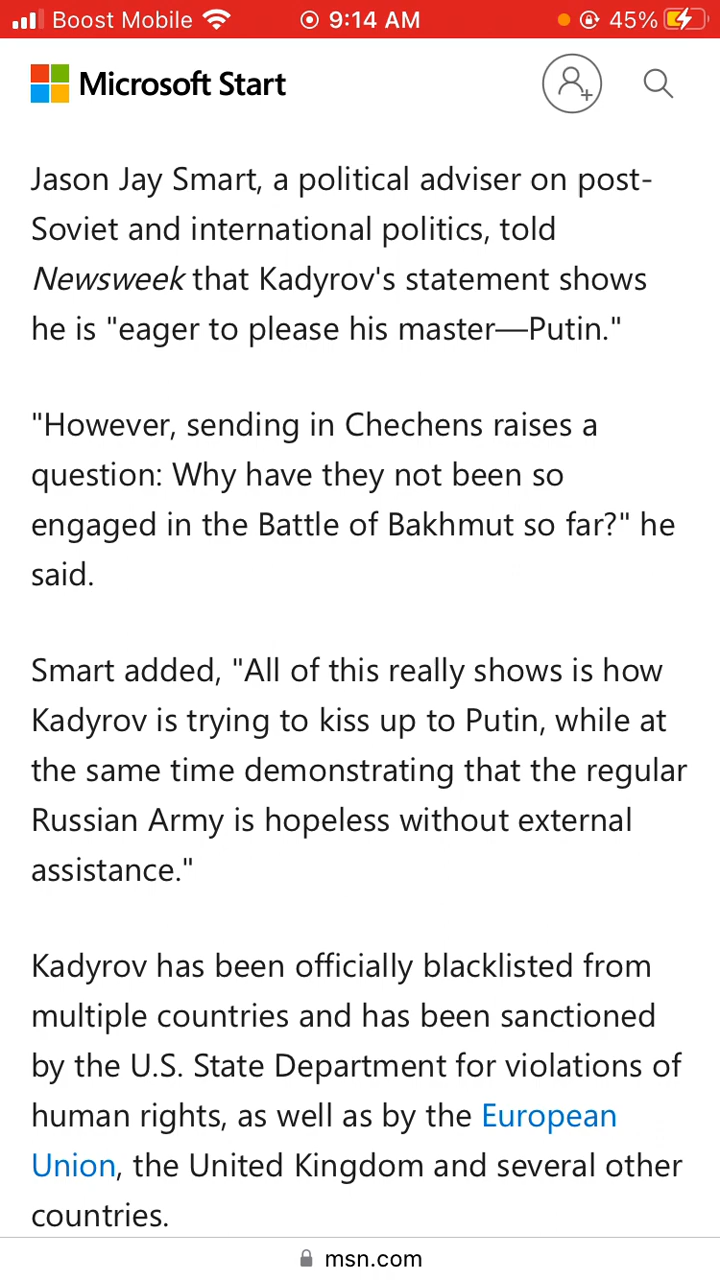 Boost Mobile 9:14 AM 45%
Microsoft Start
Jason Jay Smart, a political adviser on post-
Soviet and international politics, told
Newsweek that Kadyrov's statement shows
he is "eager to please his master—Putin."
"However, sending in Chechens raises a
question: Why have they not been so
engaged in the Battle of Bakhmut so far?" he
said.
Smart added, "All of this really shows is how
Kadyrov is trying to kiss up to Putin, while at
the same time demonstrating that the regular
Russian Army is hopeless without external
assistance."
Kadyrov has been officially blacklisted from
multiple countries and has been sanctioned
by the U.S. State Department for violations of
human rights, as well as by the European
Union, the United Kingdom and several other
countries.
msn.com